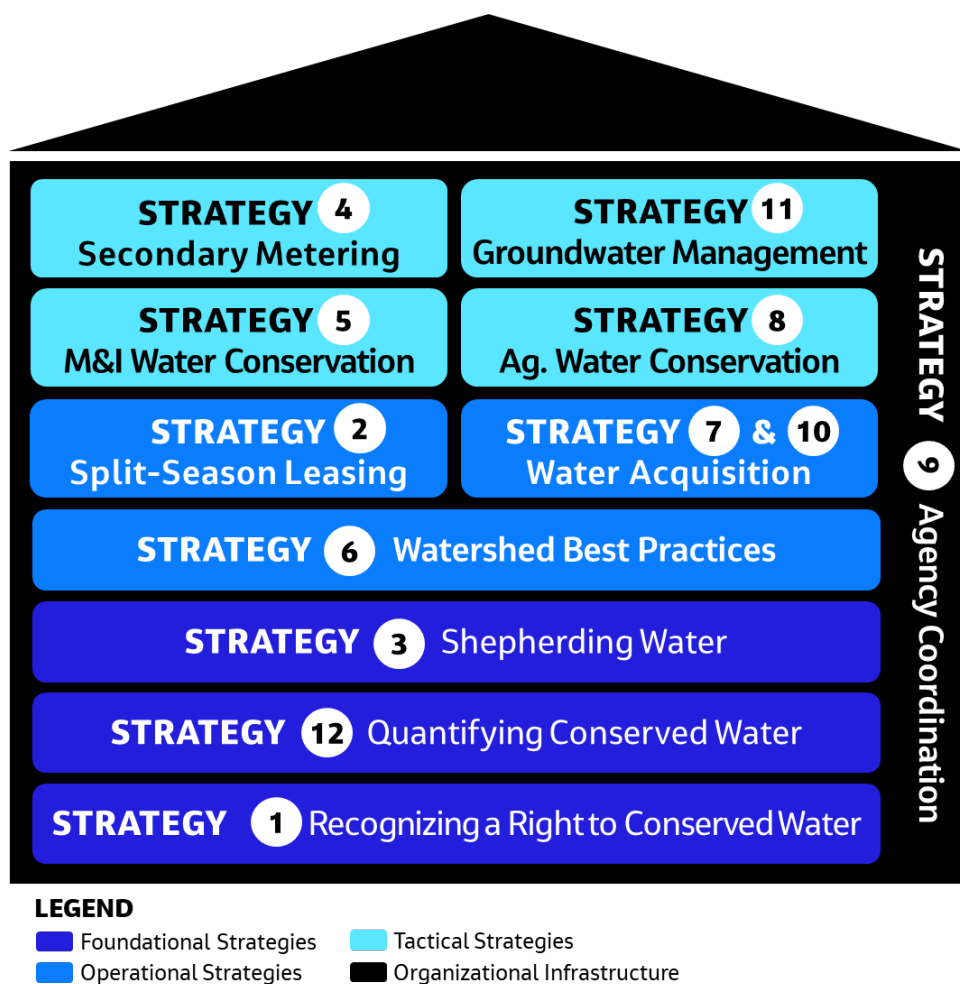 STRATEGY 4
Secondary Metering
STRATEGY 11
Groundwater Management
STRATEGY 5
M&I Water Conservation
STRATEGY 8
Ag. Water Conservation
STRATEGY 2
Split-Season Leasing
STRATEGY 7 & 10
Water Acquisition
STRATEGY 6 Watershed Best Practices
STRATEGY 3 Shepherding Water
STRATEGY 12 Quantifying Conserved Water
STRATEGY 1 Recognizing a Right to Conserved Water
STRATEGY 9 Agency Coordination
LEGEND
Foundational Strategies
Tactical Strategies
Operational Strategies
Organizational Infrastructure